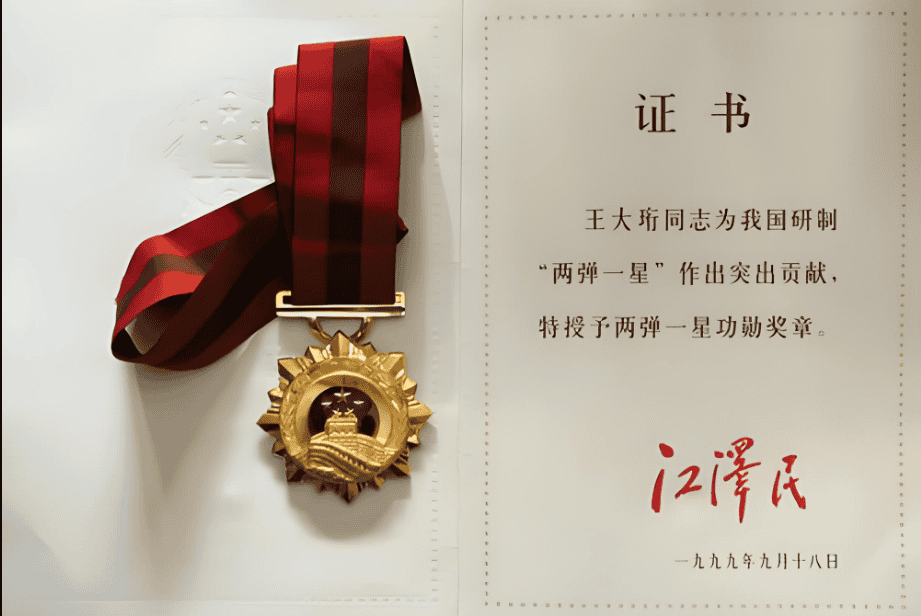 证书
王大珩同志为我国研制
“两弹一星”作出突出贡献，
特授予两弹一星功勋奖章。
江澤民
一九九九年九月十八日